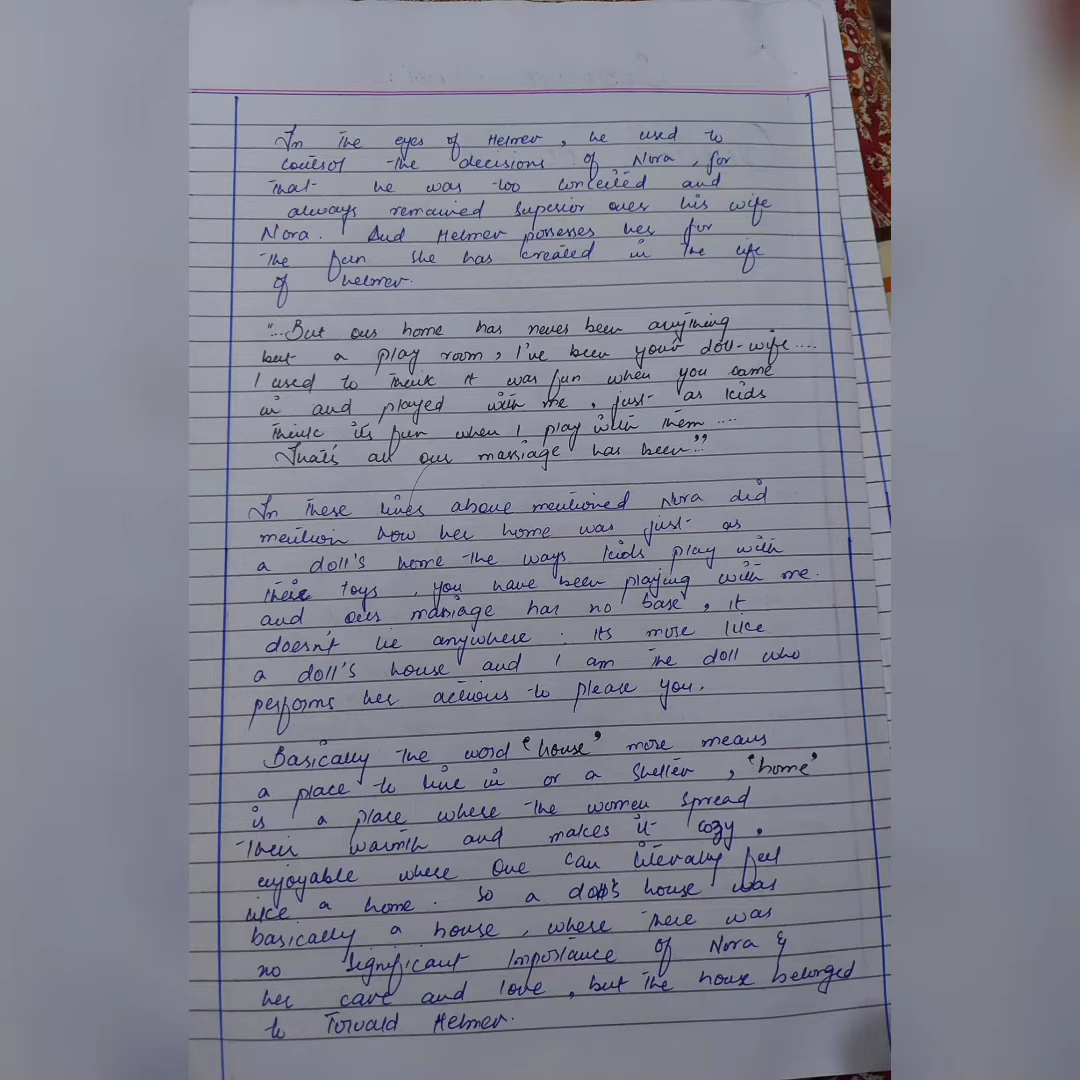 In the eyes of Helmer, he used to
control the decisions of Nora, for
that he was too conceited and
always remained superior over his wife
Nora. And Helmer possesses her for
the fun she has created in the life
of helmer.
"...But our home has never been anything
but a play room, I've been your doll-wife....
I used to think it was fun when you came
in and played with me, just as kids
think it's fun when I play with them....
That's all our marriage has been"..
In these lines above mentioned Nora did
mention how her home was just as
a doll's home the ways kids play with
their toys, you have been playing with me.
and our marriage has no base, it
doesn't lie anywhere. Its more like
a doll's house and I am the doll who
performs her actions to please you.
Basically the word 'house' more means
a place to live in or a shelter, 'home'
is a place where the women spread
their warmth and makes it cozy.
enjoyable where one can literally feel
like a home. So a doll's house was
basically a house, where there was
no significant importance of Nora &
her care and love, but the house belonged
to Torvald Helmer.